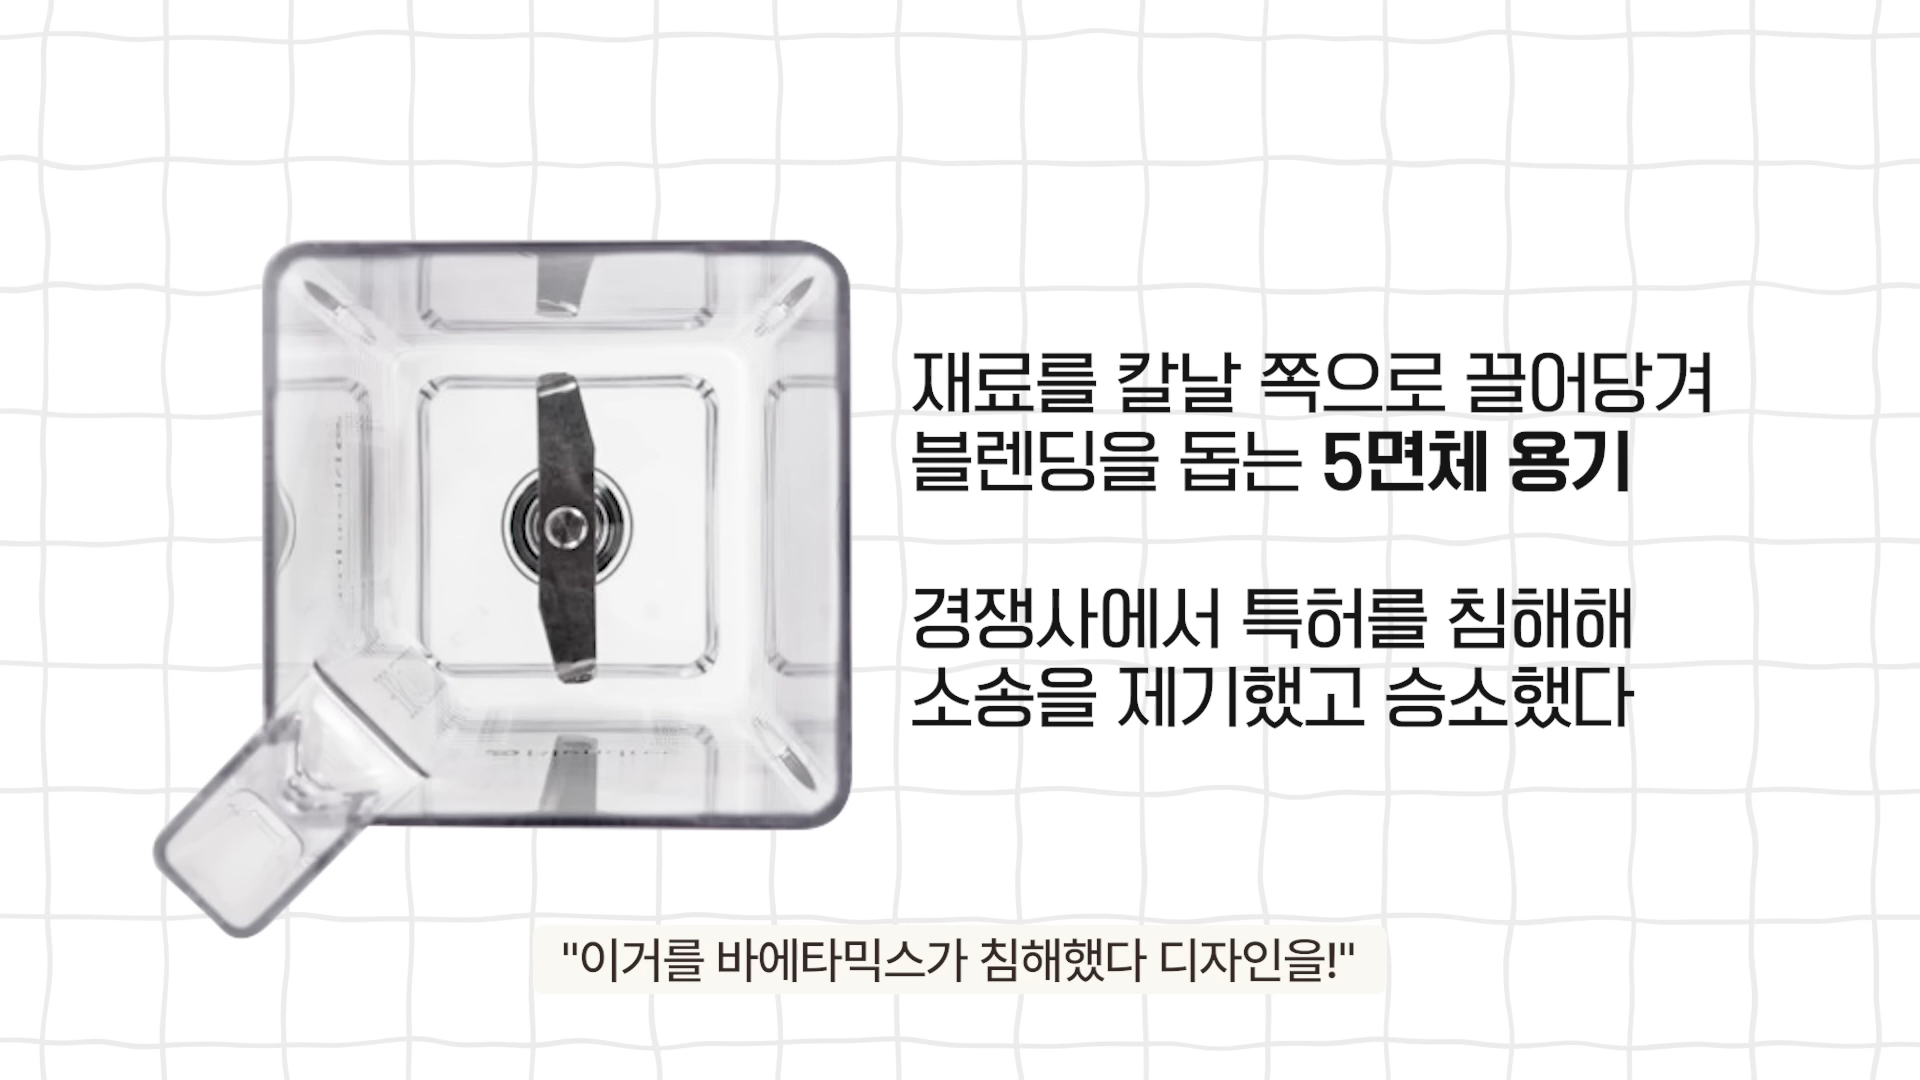 재료를 칼날 쪽으로 끌어당겨
블렌딩을 돕는 5면체 용기
경쟁사에서 특허를 침해해
소송을 제기했고 승소했다
"이거를 바에타믹스가 침해했다 디자인을!"